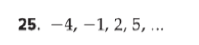 25. −4, −1, 2, 5, ...